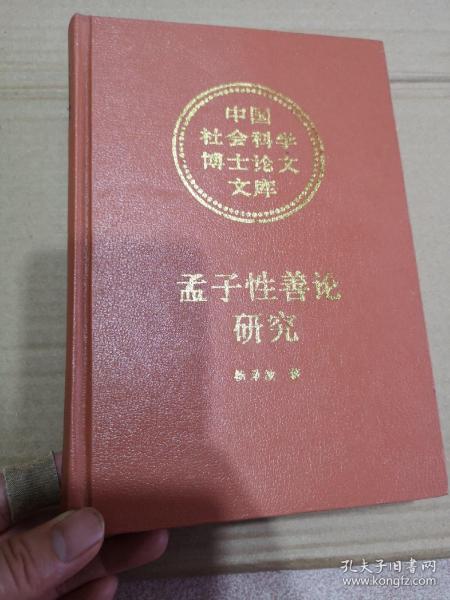 中国
社会科学
博士论文
文库
孟子性善论
研究
孔夫子旧书网
www.kongfz.com